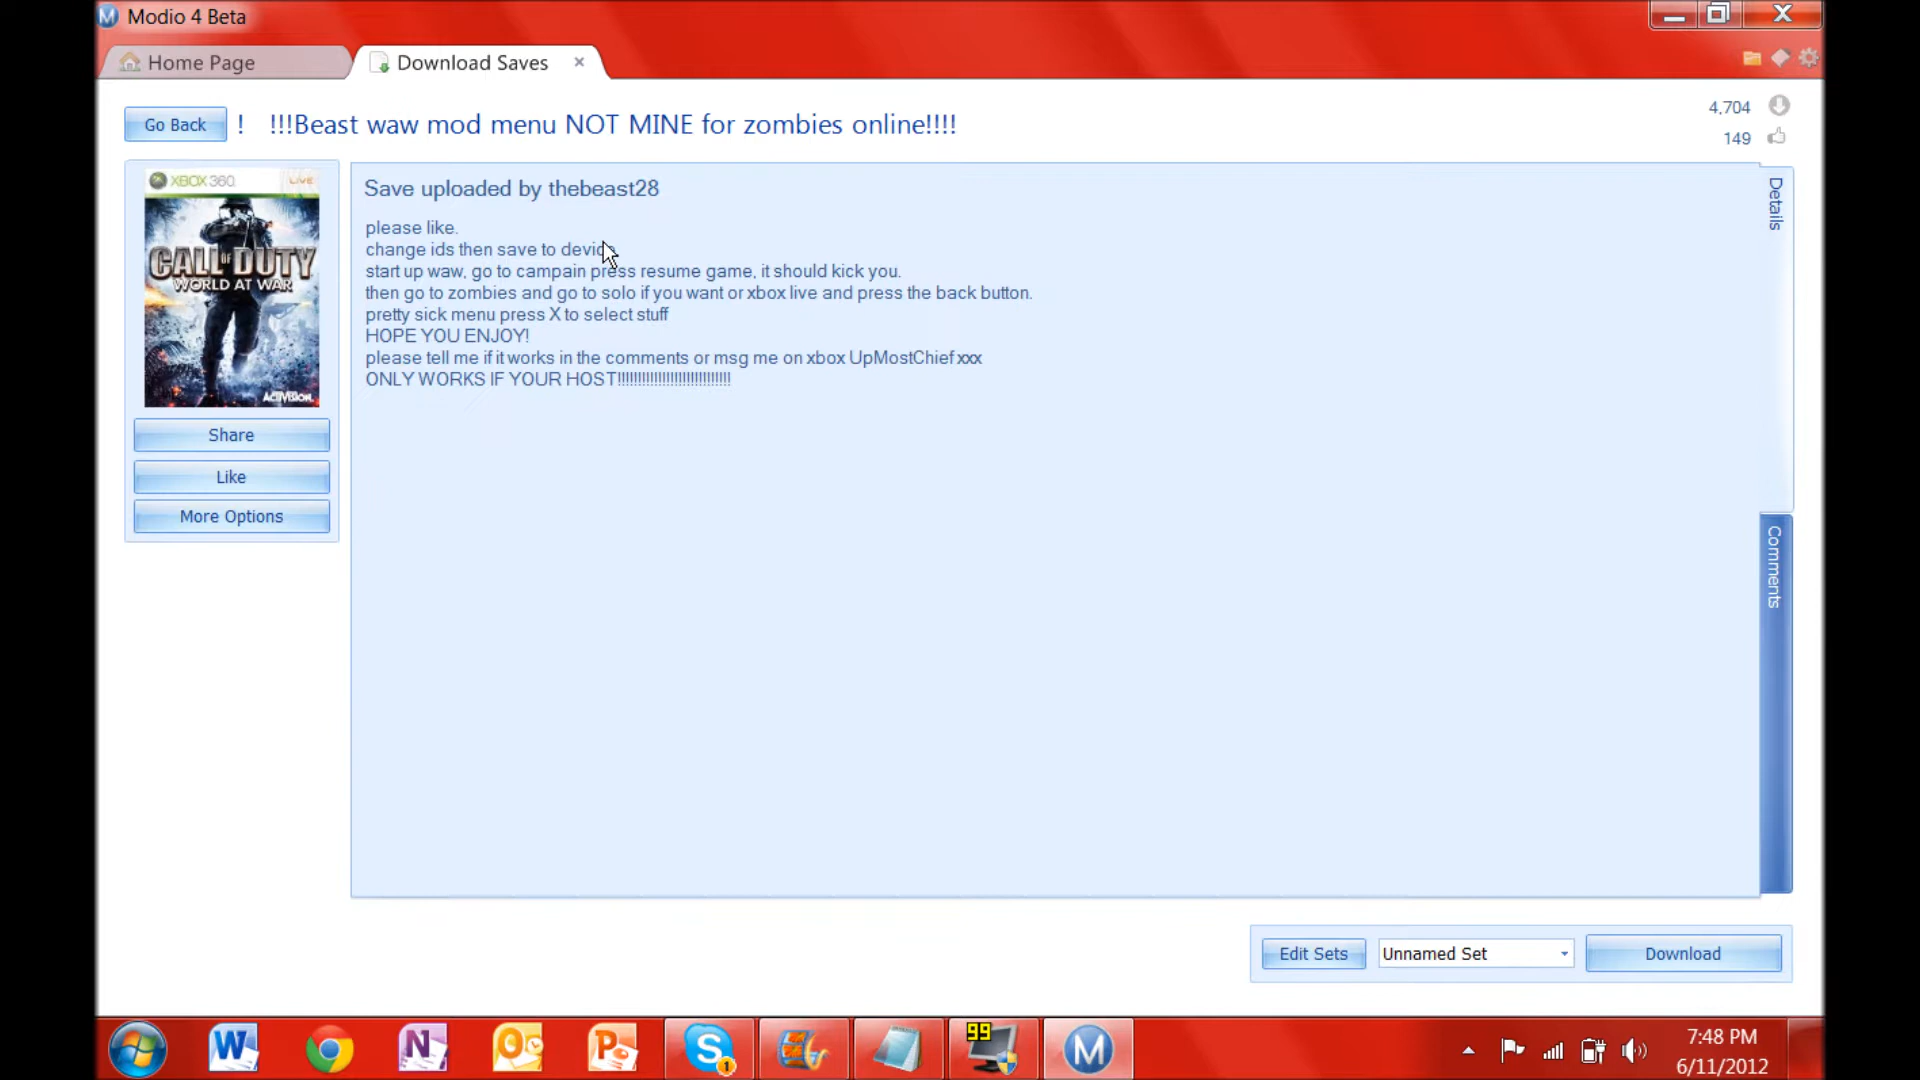 Modio 4 Beta
Home Page
Download Saves
Go Back
! !!!Beast waw mod menu NOT MINE for zombies online!!!!
4,704
149
XBOX 360 LIVE
CALL OF DUTY
WORLD AT WAR
ACTIVISION
Share
Like
More Options
Save uploaded by thebeast28
please like.
change ids then save to device
start up waw, go to campain press resume game, it should kick you.
then go to zombies and go to solo if you want or xbox live and press the back button.
pretty sick menu press X to select stuff
HOPE YOU ENJOY!
please tell me if it works in the comments or msg me on xbox UpMostChief xxx
ONLY WORKS IF YOUR HOST!!!!!!!!!!!!!!!!!!!!!!!!!!!!
Details
Comments
Edit Sets
Unnamed Set
Download
99
1
7:48 PM
6/11/2012